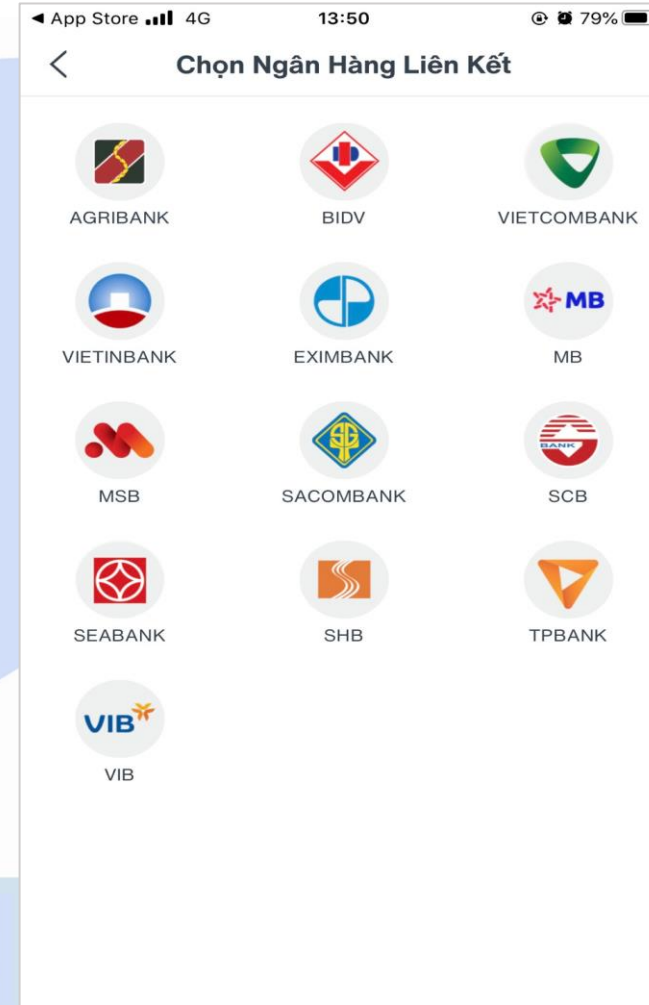 ◄ App Store 4G 13:50 79%
Chọn Ngân Hàng Liên Kết
AGRIBANK BIDV VIETCOMBANK
MB
VIETINBANK EXIMBANK MB
SG
BANK
MSB SACOMBANK SCB
SEABANK SHB TPBANK
VIB
VIB